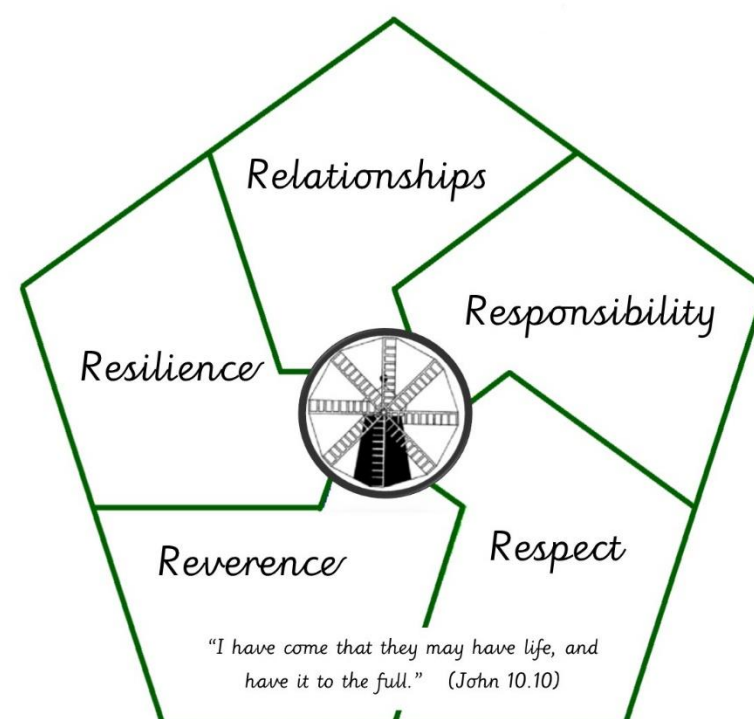 Relationships
Responsibility
Resilience
Reverence
Respect
“I have come that they may have life, and
have it to the full.” (John 10.10)